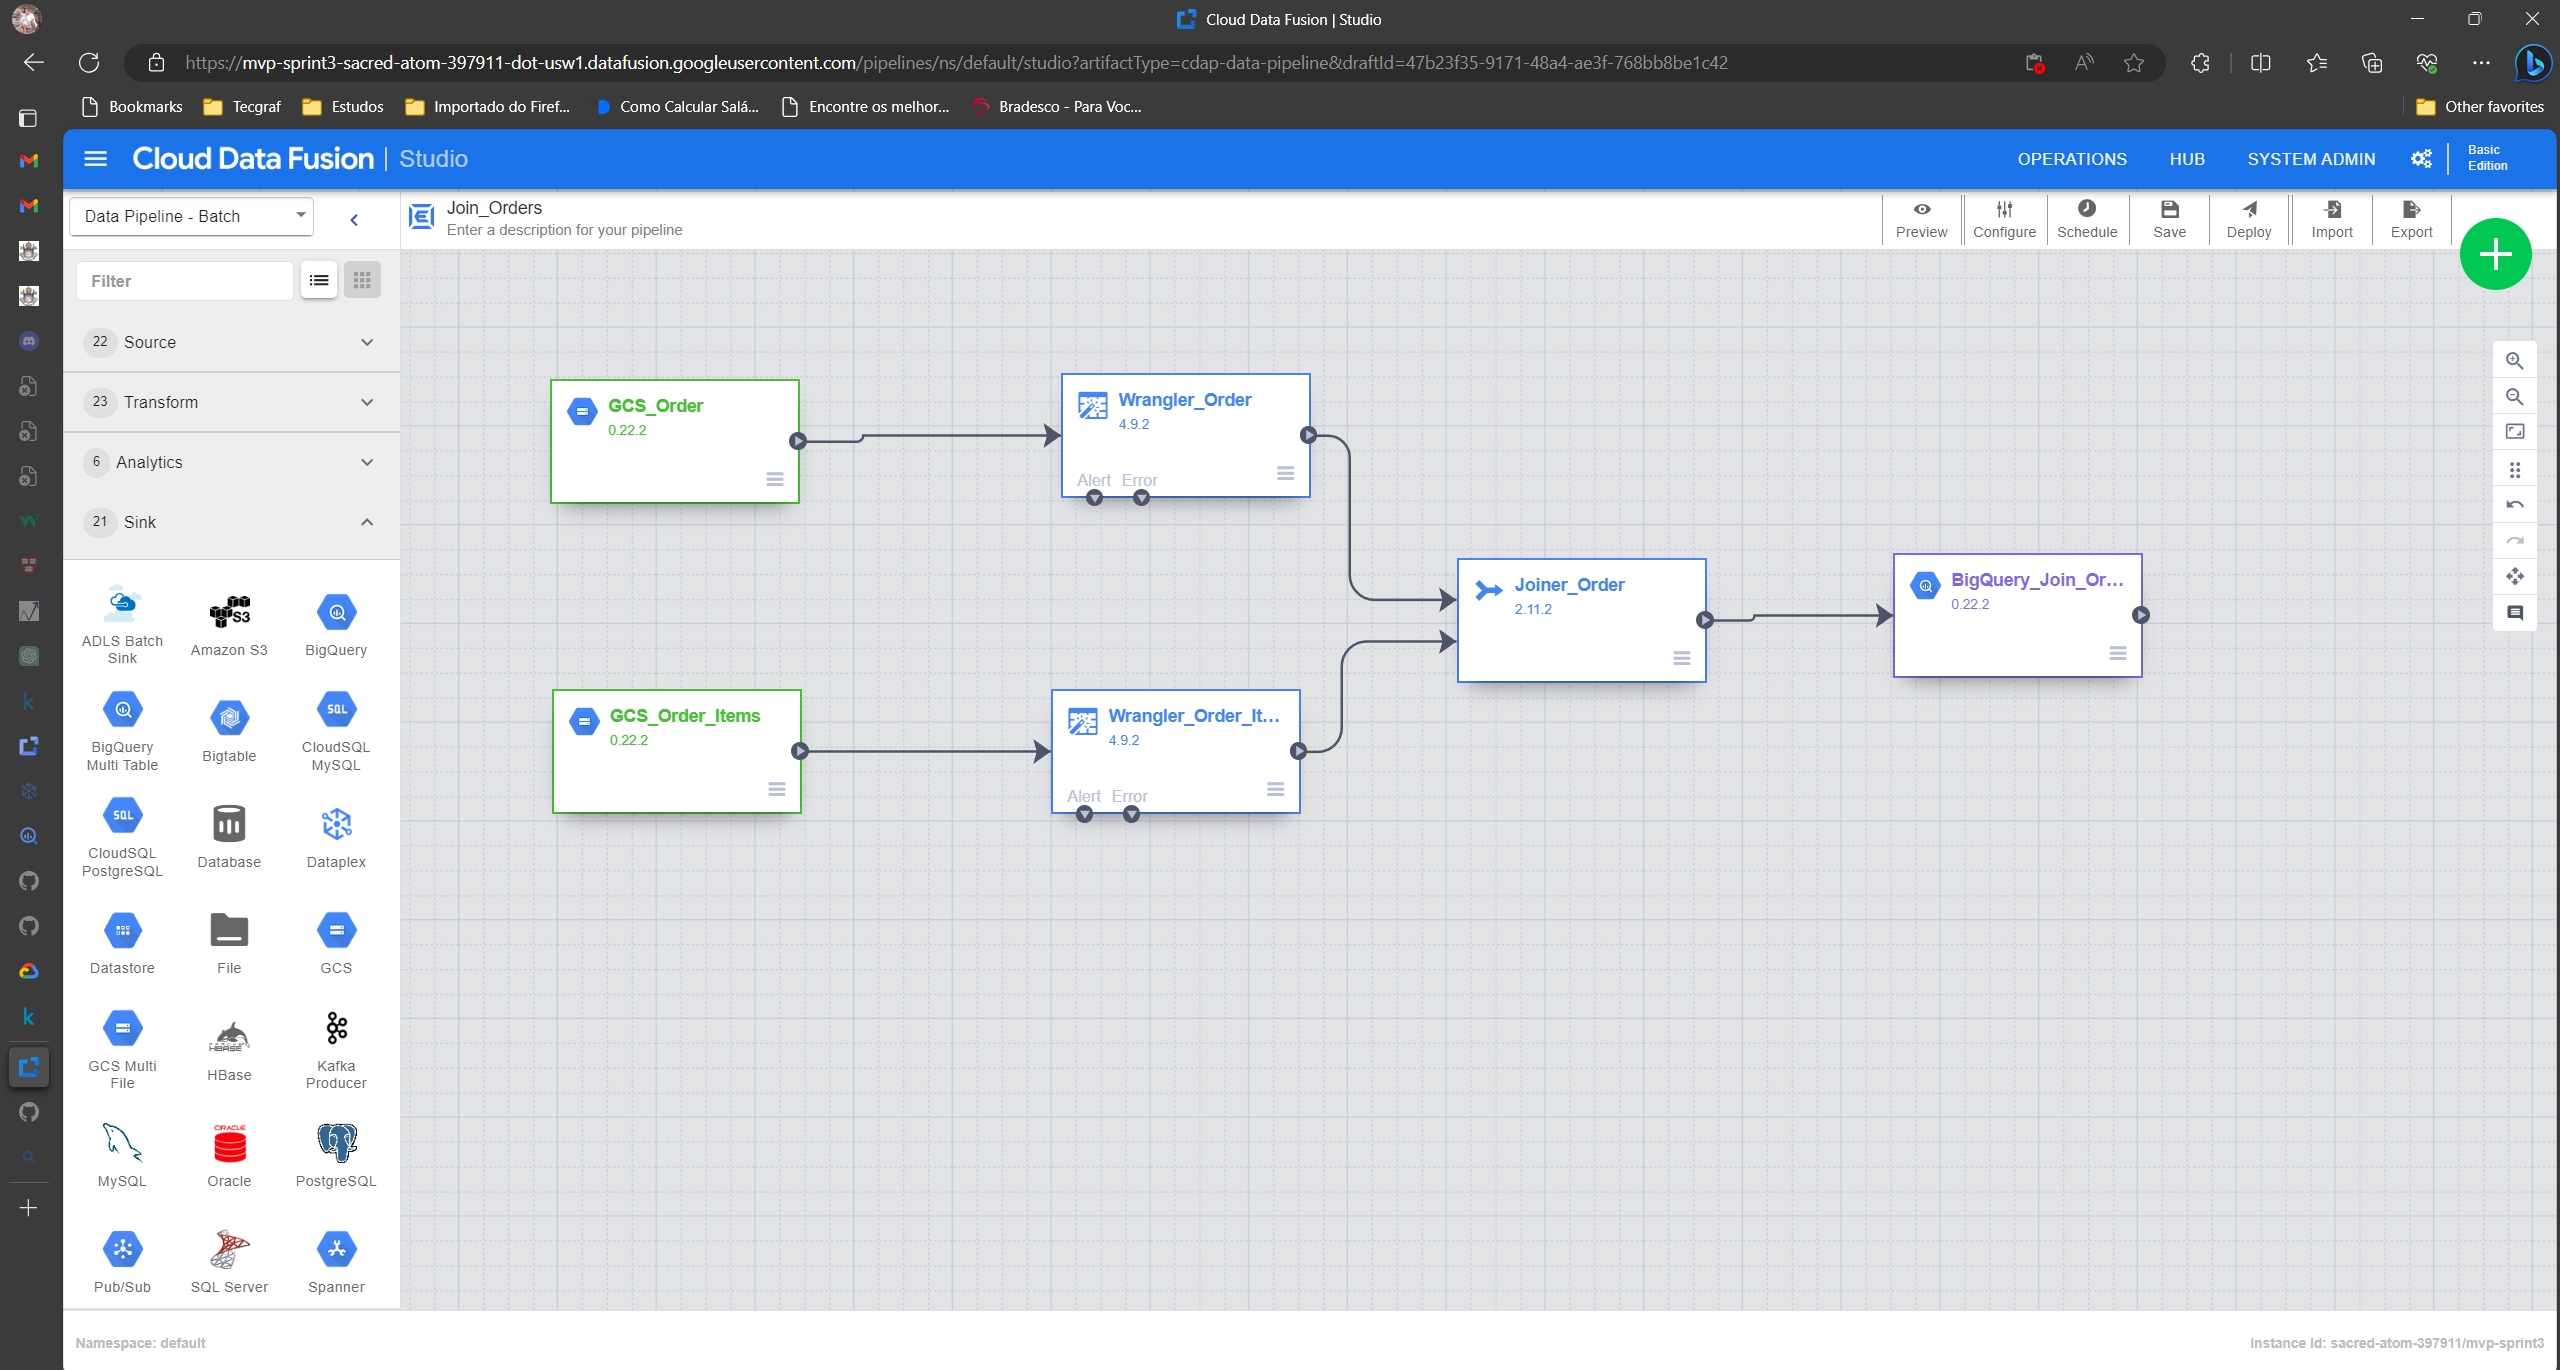 Cloud Data Fusion | Studio
https://mvp-sprint3-sacred-atom-397911-dot-usw1.datafusion.googleusercontent.com/pipelines/ns/default/studio?artifactType=cdap-data-pipeline&draftId=47b23f35-9171-48a4-ae3f-768bb8be1c42
Bookmarks Tecgraf Estudos Importado do Firef... Como Calcular Salá... Encontre os melhor... Bradesco - Para Voc... Other favorites
Cloud Data Fusion | Studio OPERATIONS HUB SYSTEM ADMIN Basic
Edition
Data Pipeline - Batch
Join_Orders
Enter a description for your pipeline
Preview Configure Schedule Save Deploy Import Export
Filter
22 Source
23 Transform
6 Analytics
21 Sink
ADLS Batch
Sink
Amazon S3
BigQuery
BigQuery
Multi Table
Bigtable
CloudSQL
MySQL
CloudSQL
PostgreSQL
Database
Dataplex
Datastore
File
GCS
GCS Multi
File
HBase
Kafka
Producer
MySQL
Oracle
PostgreSQL
Pub/Sub
SQL Server
Spanner
S3
SQL
SQL
HBASE
ORACLE
GCS_Order
0.22.2
Wrangler_Order
4.9.2
Alert Error
Joiner_Order
2.11.2
BigQuery_Join_Or...
0.22.2
GCS_Order_Items
0.22.2
Wrangler_Order_It...
4.9.2
Alert Error
Namespace: default
Instance Id: sacred-atom-397911/mvp-sprint3